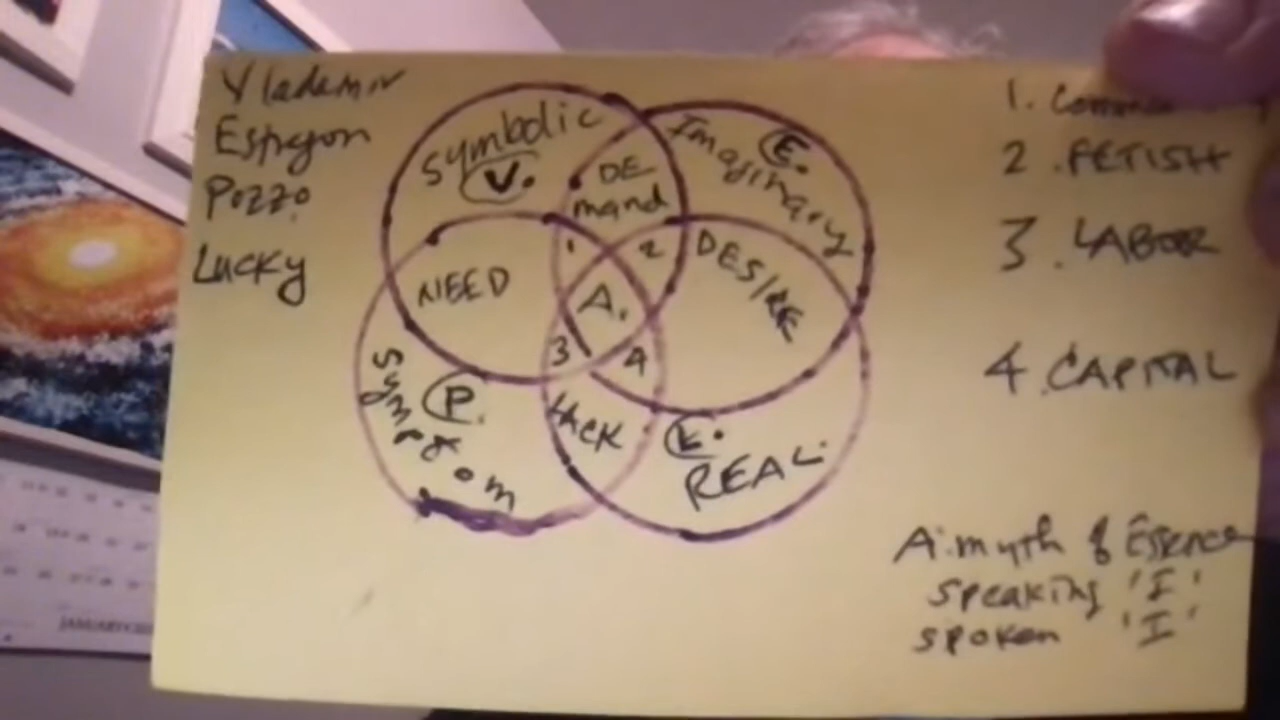 Vlademir
Estragon
Pozzo
Lucky
Symbolic
V.
DE
mand
Imaginary
E.
NEED
1
2
DESIRE
A.
3
4
Symptom
P.
LACK
L.
REAL
1.
2. FETISH
3. LABOR
4. CAPITAL
A: myth of Essence
speaking 'I'
spoken 'I'